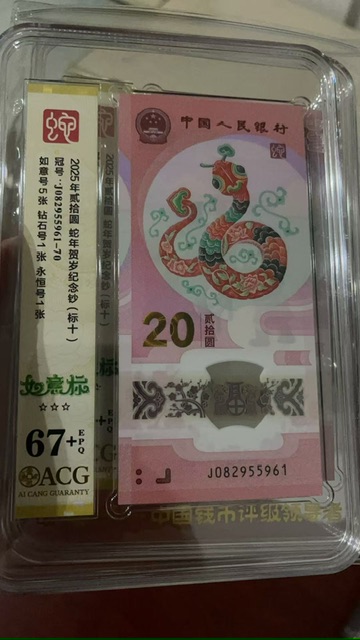 2025年贰拾圆 蛇年贺岁纪念钞（标十）
冠号：J082955961-70
如意号5张 钻石号1张 永恒号1张
如意标
☆☆☆
67+EPQ
ACG
AI CANG GUARANTY
中国人民银行
20
贰拾圆
J082955961
中国钱币评级领导者